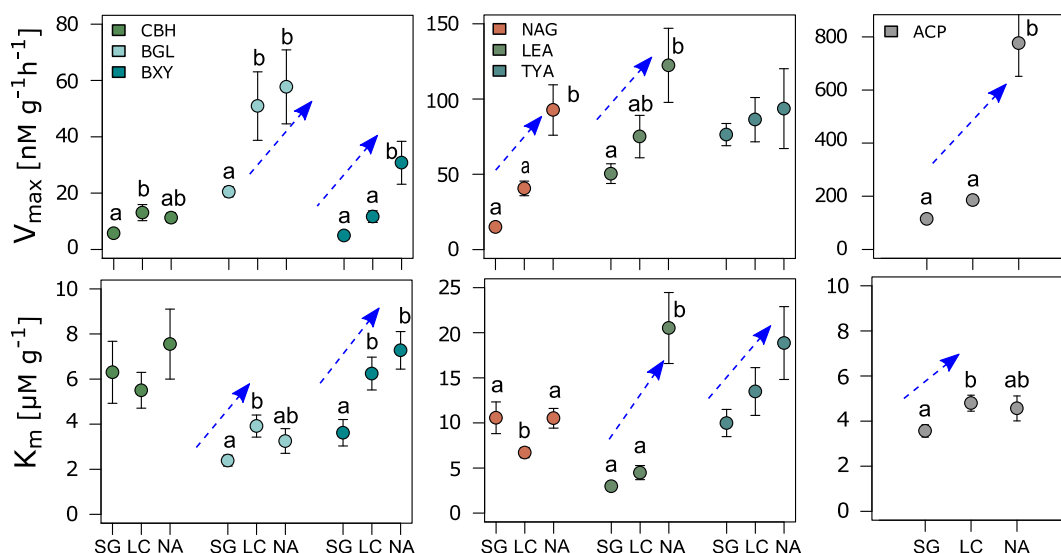 V_max [nM g⁻¹h⁻¹]
80
60
40
20
0
CBH
BGL
BXY
a
b
ab
a
b
b
a
a
b
150
100
50
0
NAG
LEA
TYA
a
a
b
a
ab
b
800
600
400
200
0
ACP
a
a
b
K_m [µM g⁻¹]
10
8
6
4
2
0
a
b
ab
a
b
b
SG LC NA SG LC NA SG LC NA
25
20
15
10
5
0
a
b
a
a
a
b
SG LC NA SG LC NA SG LC NA
10
8
6
4
2
0
a
b
ab
SG LC NA